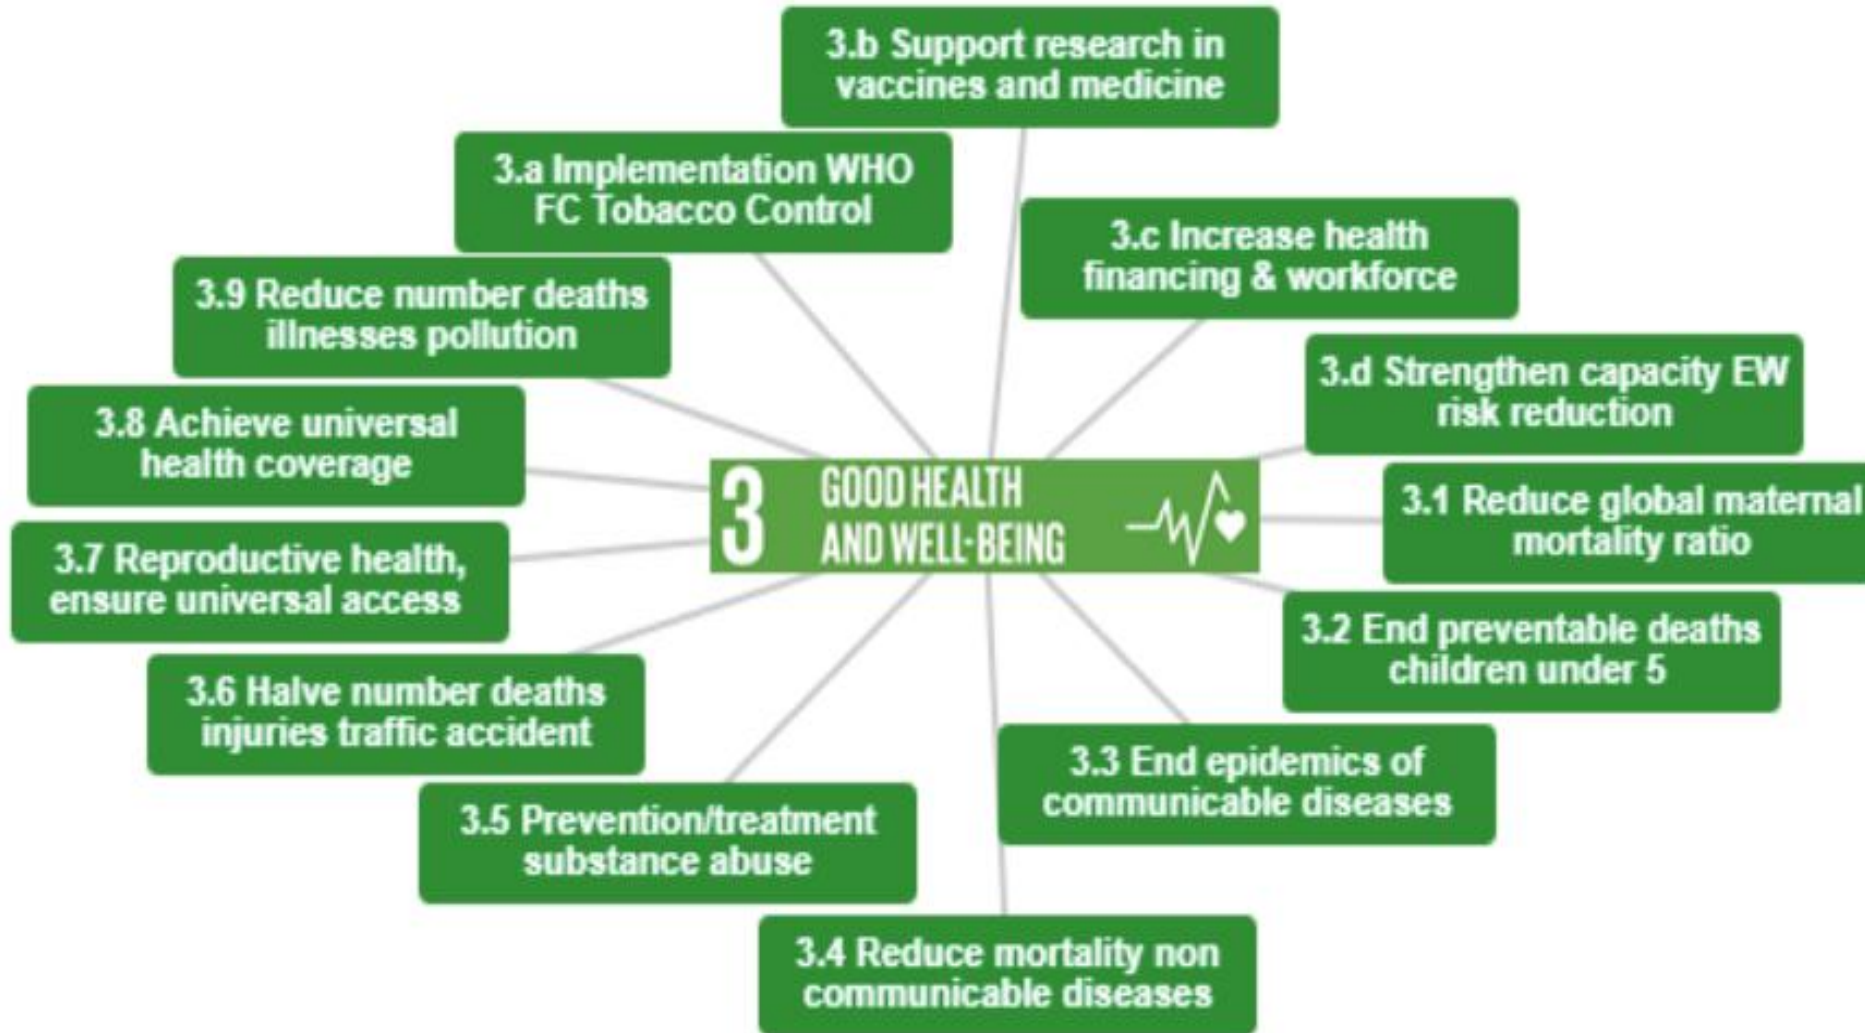 3.b Support research in
vaccines and medicine
3.a Implementation WHO
FC Tobacco Control
3.c Increase health
financing & workforce
3.9 Reduce number deaths
illnesses pollution
3.d Strengthen capacity EW
risk reduction
3.8 Achieve universal
health coverage
3 GOOD HEALTH
AND WELL-BEING
3.1 Reduce global maternal
mortality ratio
3.7 Reproductive health,
ensure universal access
3.2 End preventable deaths
children under 5
3.6 Halve number deaths
injuries traffic accident
3.3 End epidemics of
communicable diseases
3.5 Prevention/treatment
substance abuse
3.4 Reduce mortality non
communicable diseases